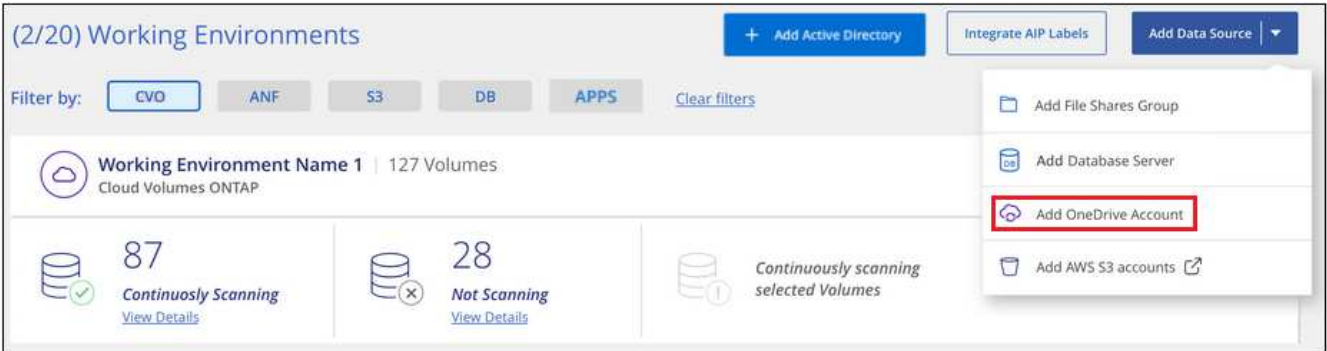 (2/20) Working Environments
+ Add Active Directory
Integrate AIP Labels
Add Data Source
Filter by:
CVO
ANF
S3
DB
APPS
Clear filters
Add File Shares Group
Working Environment Name 1 | 127 Volumes
Cloud Volumes ONTAP
DB
Add Database Server
Add OneDrive Account
87
Continuosly Scanning
View Details
28
Not Scanning
View Details
Continuously scanning
selected Volumes
Add AWS S3 accounts